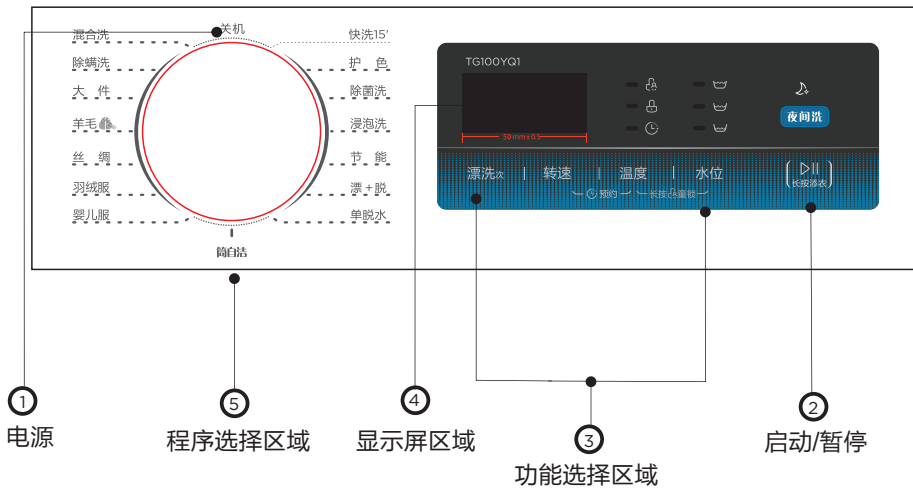 关机
混合洗
除螨洗
大 件
羊毛
丝 绸
羽绒服
婴儿服
筒自洁
快洗15′
护 色
除菌洗
浸泡洗
节 能
漂+脱
单脱水
TG100YQ1
50mm±0.5
夜间洗
漂洗次 | 转速 | 温度 | 水位
预约 长按 童锁
长按添衣
① ⑤ ④ ③ ②
电源
程序选择区域
显示屏区域
功能选择区域
启动/暂停